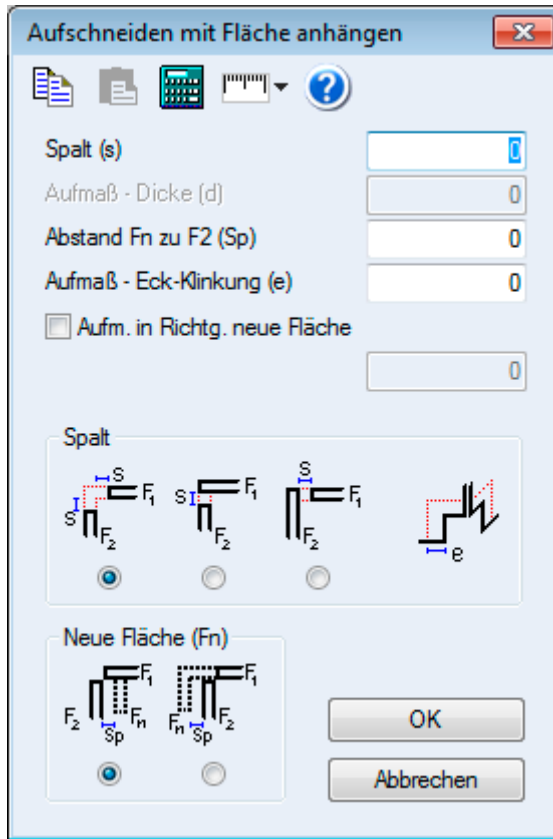 Aufschneiden mit Fläche anhängen
Spalt (s) 0
Aufmaß - Dicke (d) 0
Abstand Fn zu F2 (Sp) 0
Aufmaß - Eck-Klinkung (e) 0
Aufm. in Richtg. neue Fläche
0
Spalt
s F1 s F2
s F1 F2
s F1 F2
e
Neue Fläche (Fn)
F1 F2 Fn Sp
F1 Fn Sp F2
OK
Abbrechen